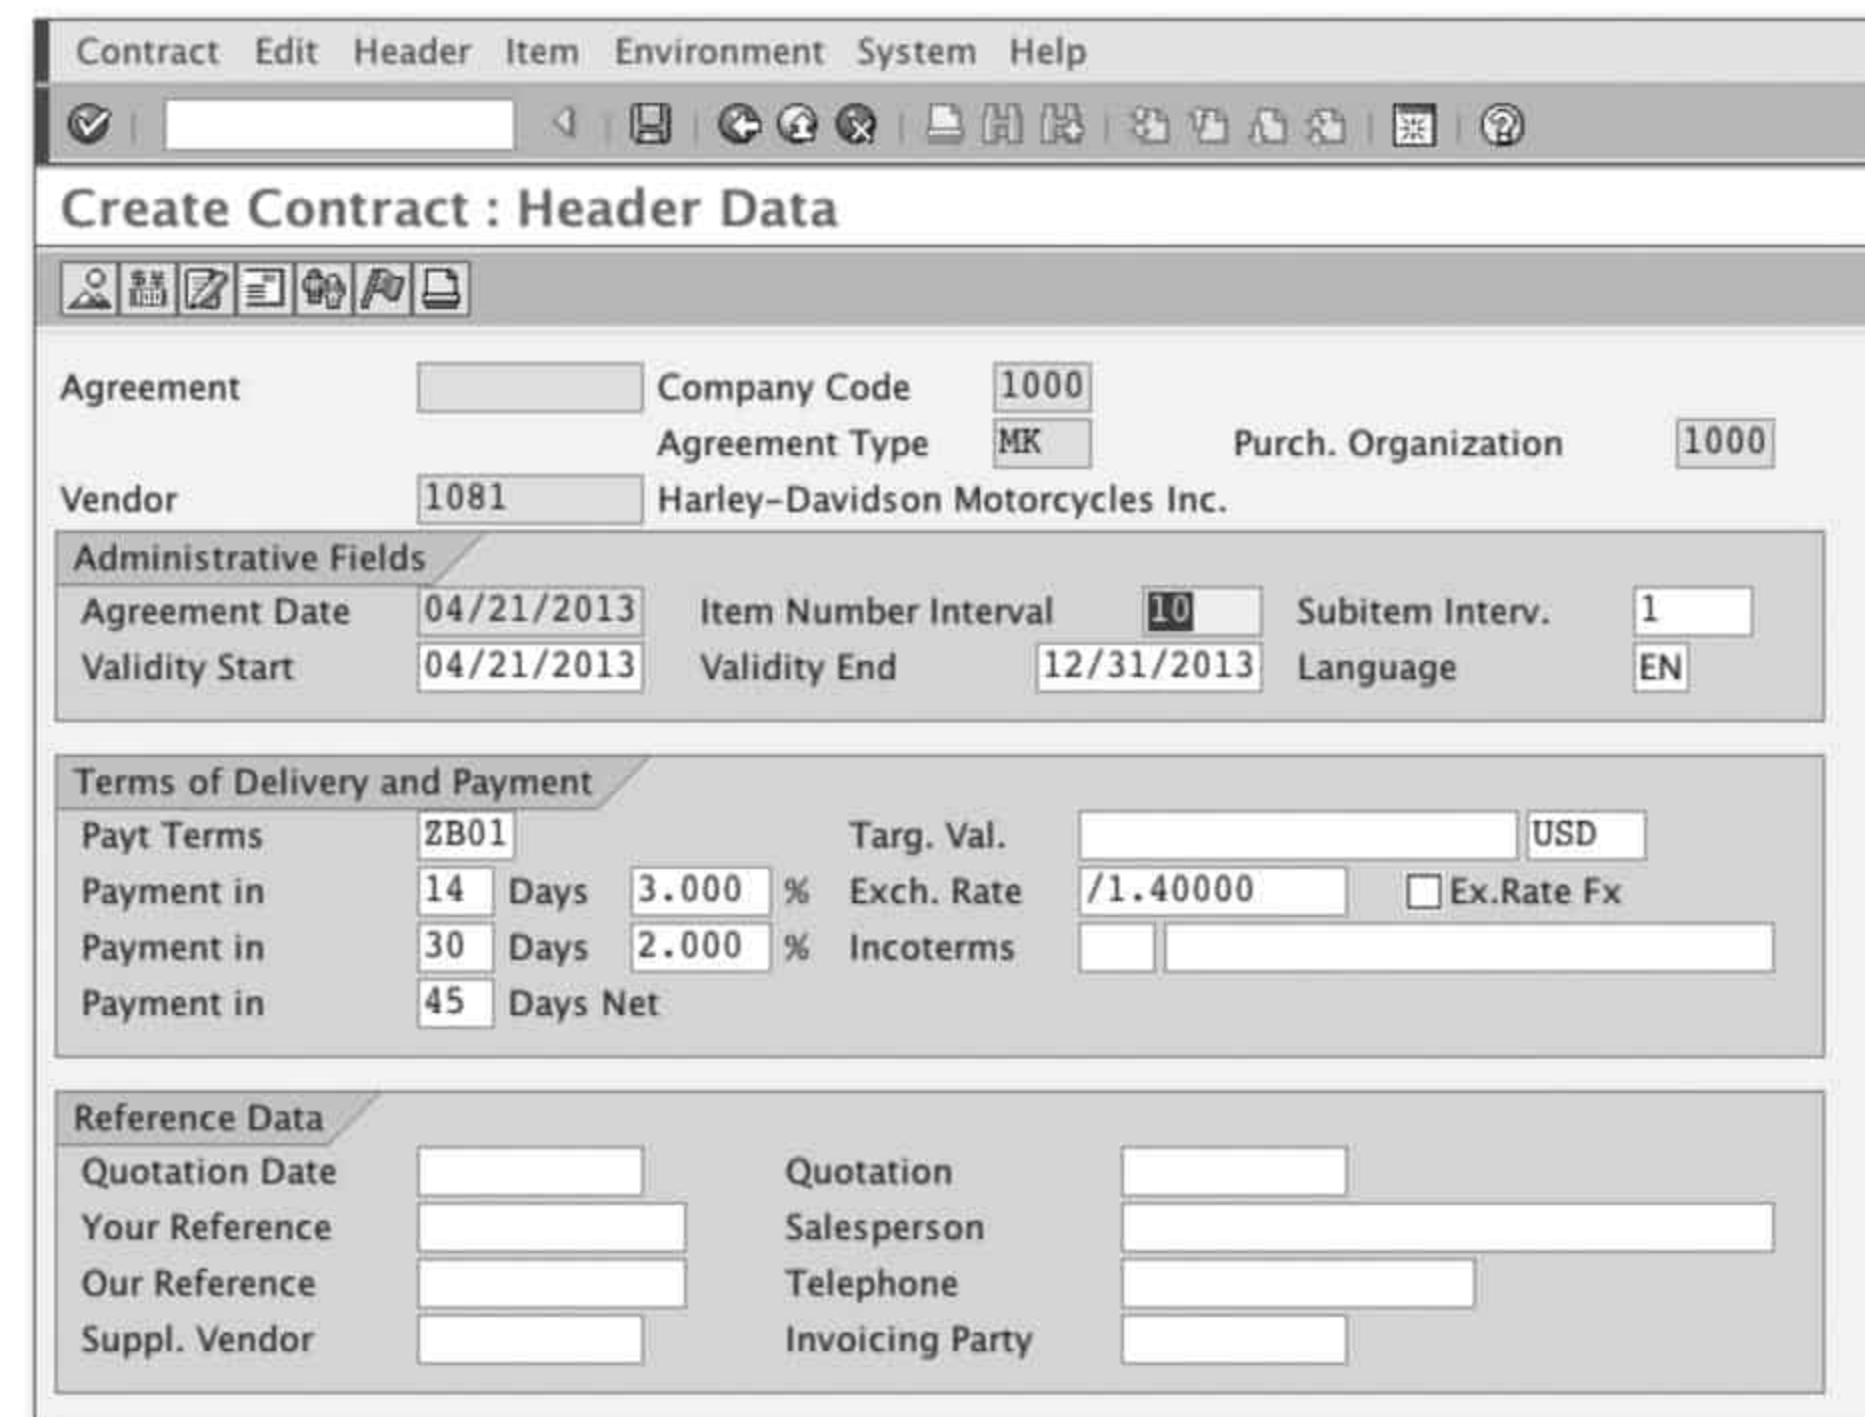 Contract Edit Header Item Environment System Help
Create Contract : Header Data
Agreement Company Code 1000
Agreement Type MK Purch. Organization 1000
Vendor 1081 Harley-Davidson Motorcycles Inc.
Administrative Fields
Agreement Date 04/21/2013 Item Number Interval 10 Subitem Interv. 1
Validity Start 04/21/2013 Validity End 12/31/2013 Language EN
Terms of Delivery and Payment
Payt Terms ZB01 Targ. Val. USD
Payment in 14 Days 3.000 % Exch. Rate /1.40000 Ex.Rate Fx
Payment in 30 Days 2.000 % Incoterms
Payment in 45 Days Net
Reference Data
Quotation Date Quotation
Your Reference Salesperson
Our Reference Telephone
Suppl. Vendor Invoicing Party